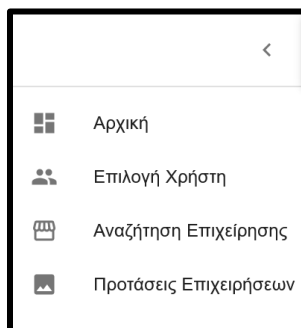 Αρχική
Επιλογή Χρήστη
Αναζήτηση Επιχείρησης
Προτάσεις Επιχειρήσεων